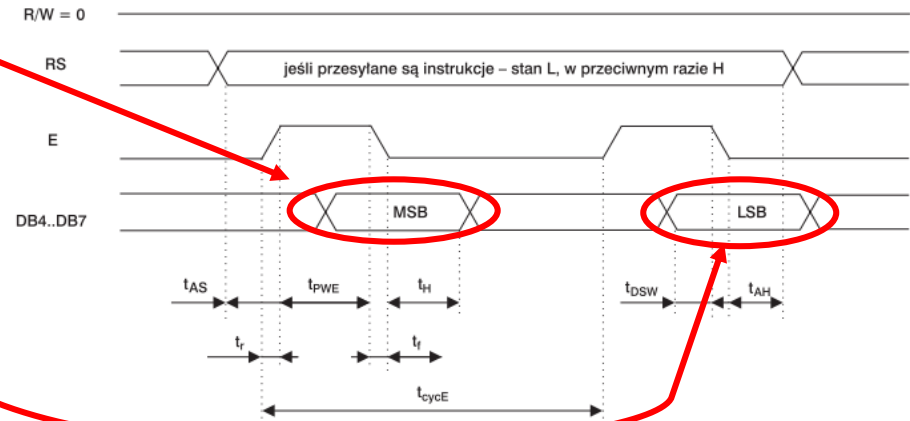 R/W = 0
RS
jeśli przesyłane są instrukcje – stan L, w przeciwnym razie H
E
DB4..DB7
MSB
LSB
tAS
tPWE
tH
tDSW
tAH
tr
tf
tcycE